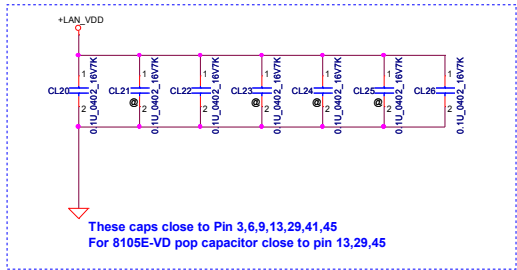 +LAN_VDD
1 1 1 1 1 1 1
CL20 CL21 CL22 CL23 CL24 CL25 CL26
@ @ @ @
2 2 2 2 2 2 2
0.1U_0402_16V7K 0.1U_0402_16V7K 0.1U_0402_16V7K 0.1U_0402_16V7K 0.1U_0402_16V7K 0.1U_0402_16V7K 0.1U_0402_16V7K
These caps close to Pin 3,6,9,13,29,41,45
For 8105E-VD pop capacitor close to pin 13,29,45